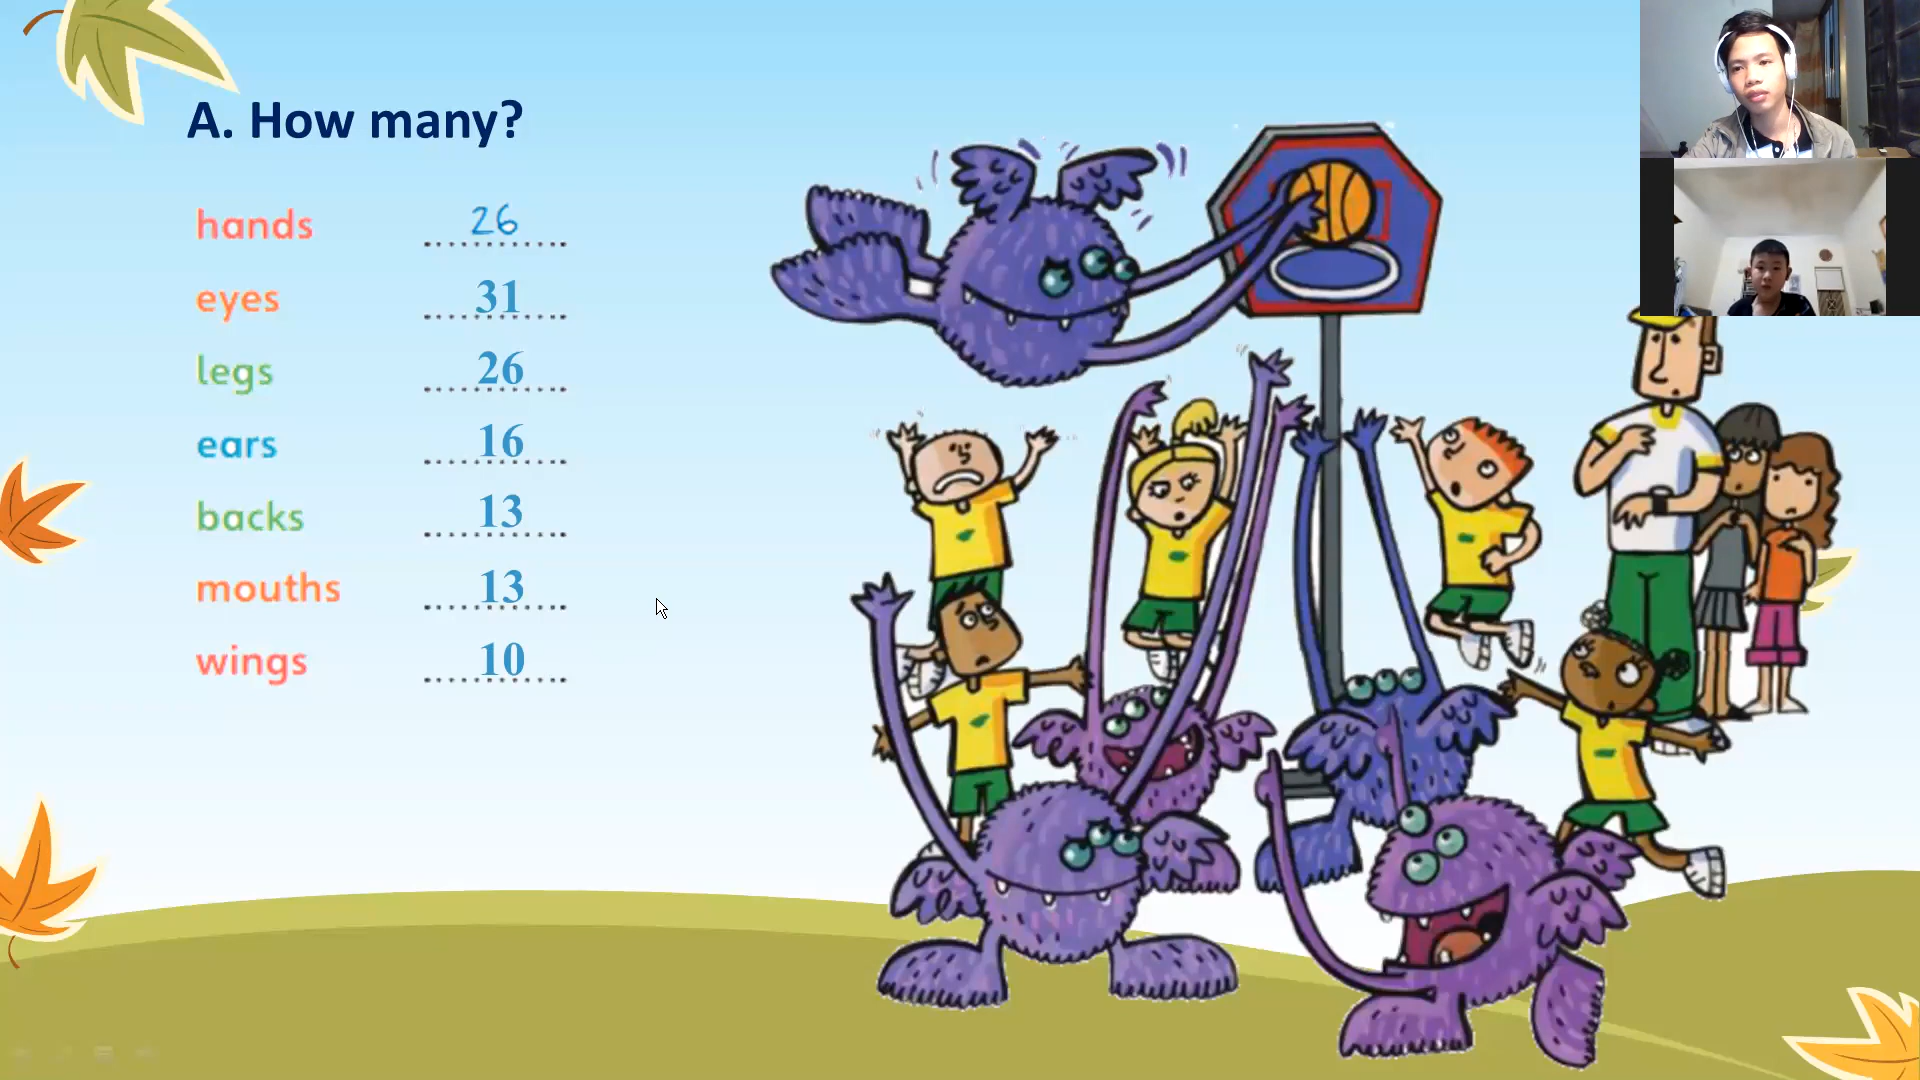 A. How many?
hands 26
eyes 31
legs 26
ears 16
backs 13
mouths 13
wings 10